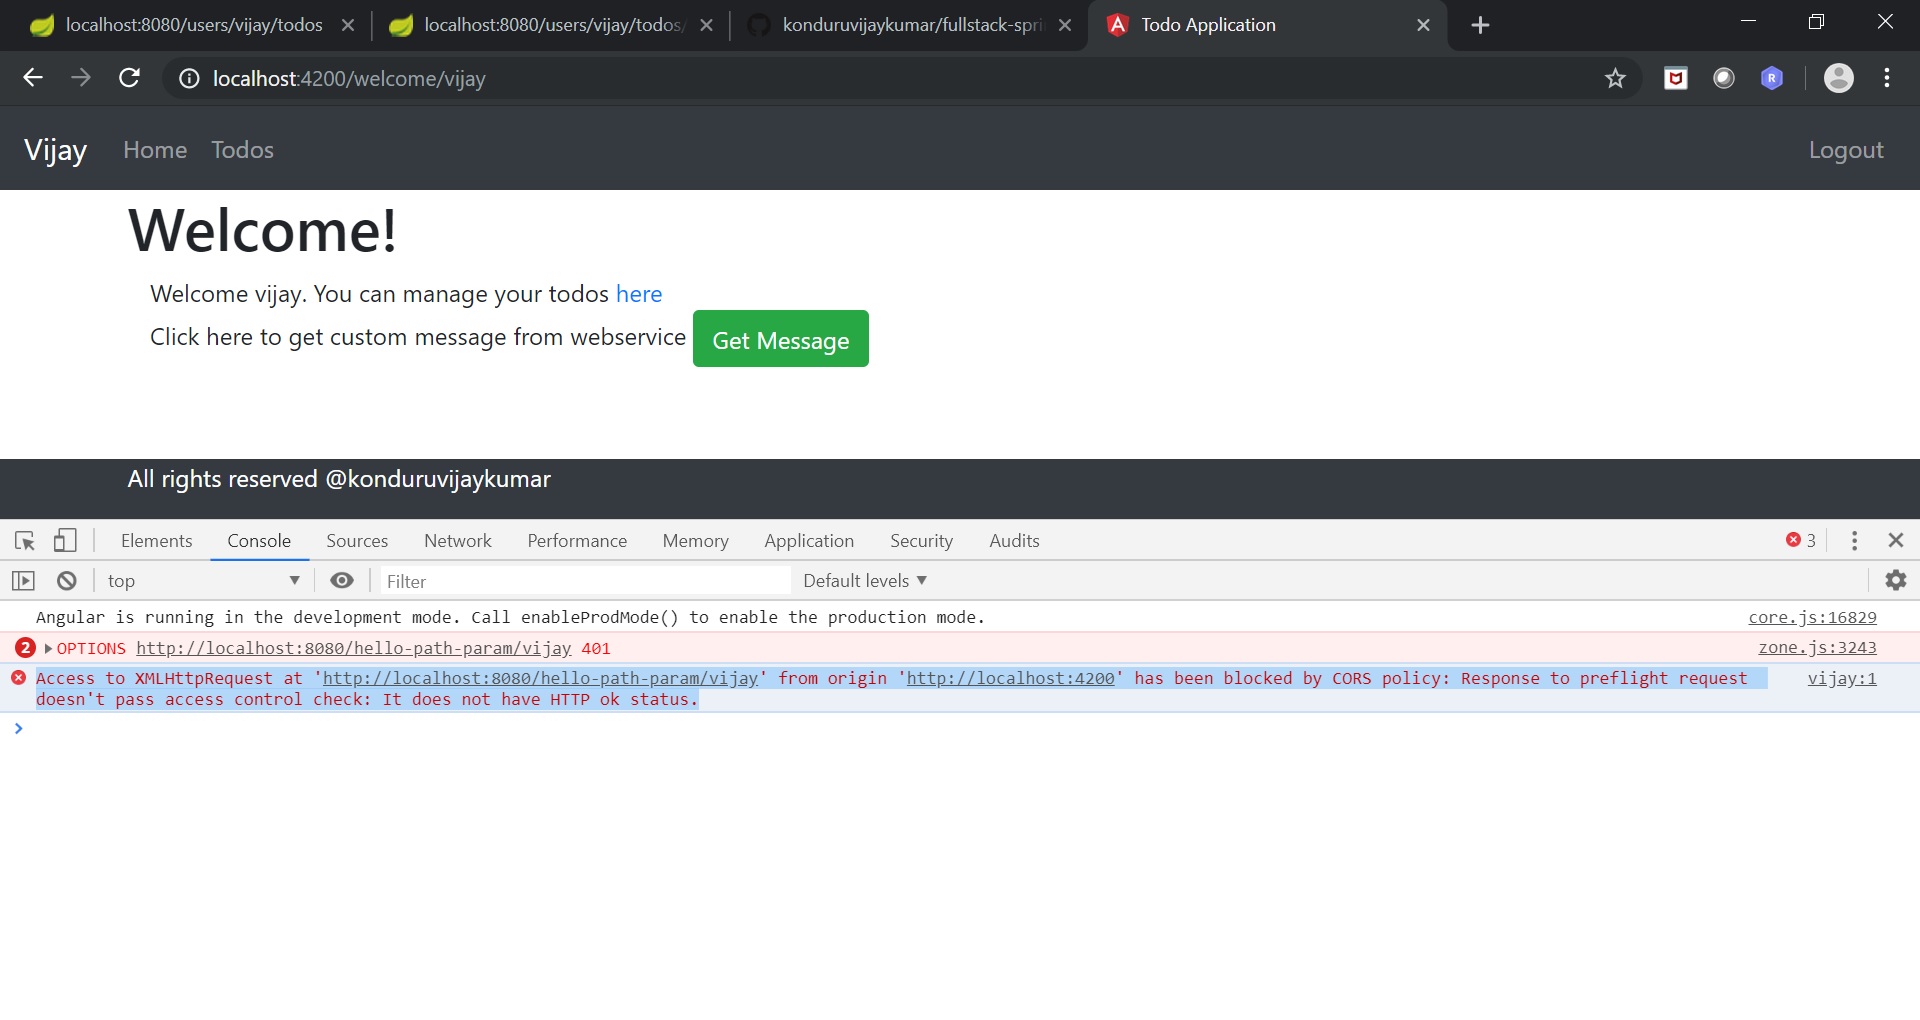 localhost:8080/users/vijay/todos
localhost:8080/users/vijay/todos/
konduruvijaykumar/fullstack-spri
Todo Application
localhost:4200/welcome/vijay
R
Vijay Home Todos Logout
Welcome!
Welcome vijay. You can manage your todos here
Click here to get custom message from webservice Get Message
All rights reserved @konduruvijaykumar
Elements Console Sources Network Performance Memory Application Security Audits 3
top Filter Default levels
Angular is running in the development mode. Call enableProdMode() to enable the production mode. core.js:16829
2 OPTIONS http://localhost:8080/hello-path-param/vijay 401 zone.js:3243
Access to XMLHttpRequest at 'http://localhost:8080/hello-path-param/vijay' from origin 'http://localhost:4200' has been blocked by CORS policy: Response to preflight request vijay:1
doesn't pass access control check: It does not have HTTP ok status.